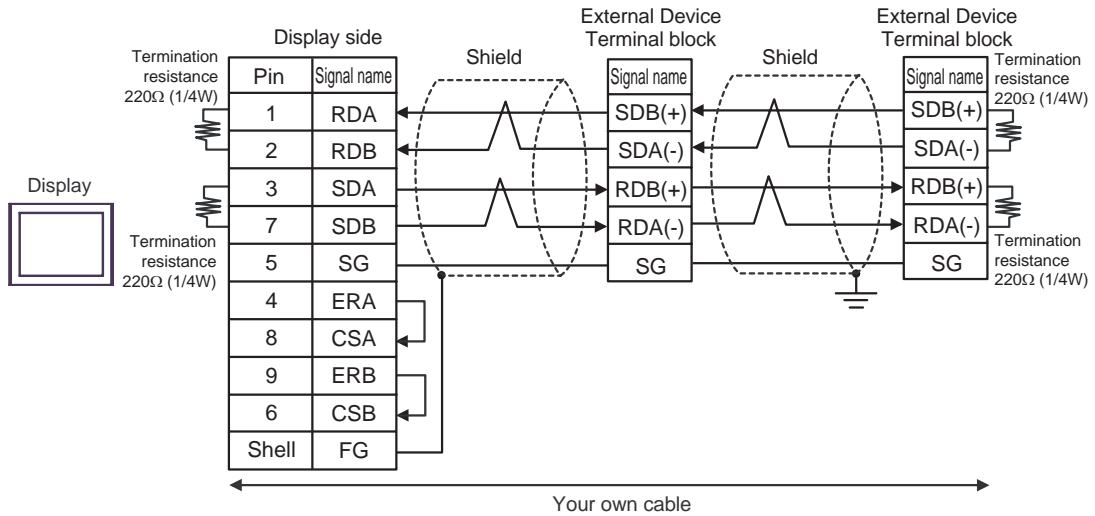 External Device
Terminal block
External Device
Terminal block
Display side
Shield
Shield
Termination
resistance
220Ω (1/4W)
Termination
resistance
220Ω (1/4W)
Pin Signal name
Signal name
Signal name
1 RDA
SDB(+)
SDB(+)
2 RDB
SDA(-)
SDA(-)
3 SDA
RDB(+)
RDB(+)
7 SDB
RDA(-)
RDA(-)
5 SG
SG
SG
4 ERA
8 CSA
9 ERB
6 CSB
Shell FG
Display
Termination
resistance
220Ω (1/4W)
Termination
resistance
220Ω (1/4W)
Your own cable